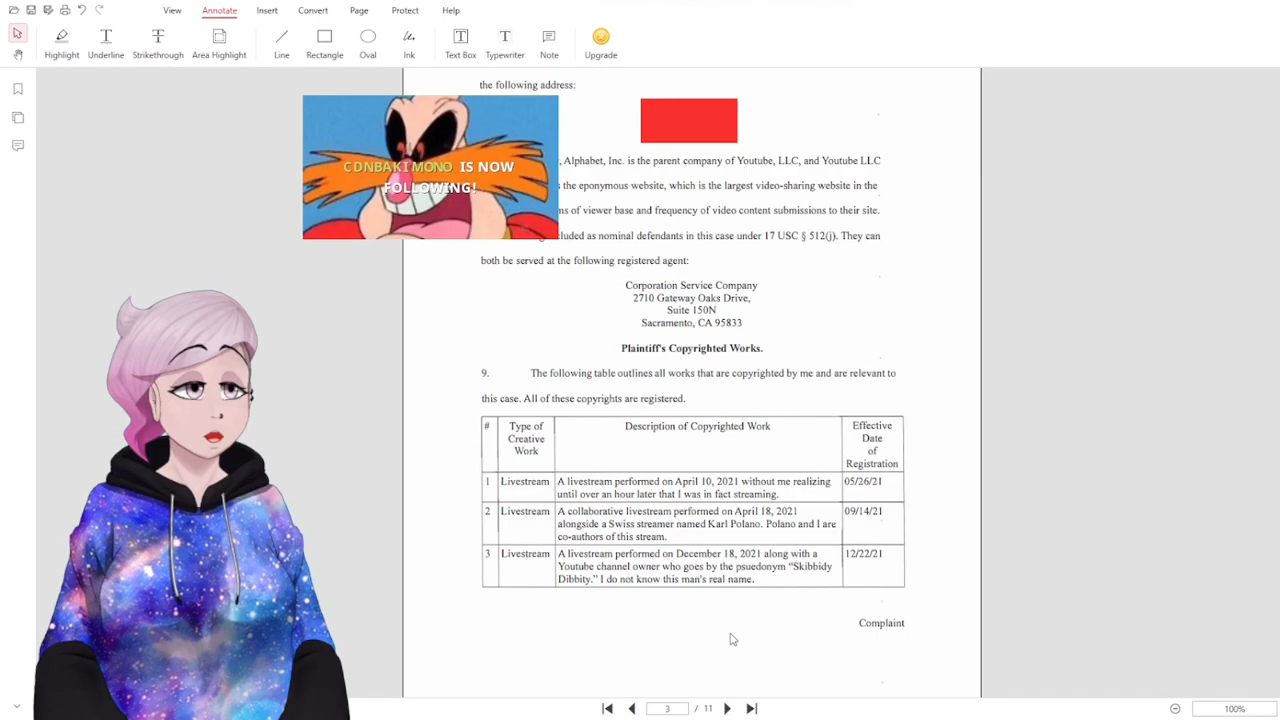 View Annotate Insert Convert Page Protect Help
Highlight Underline Strikethrough Area Highlight Line Rectangle Oval Ink Text Box Typewriter Note Upgrade
the following address:
CDNBAKIMONO IS NOW
FOLLOWING!
, Alphabet, Inc. is the parent company of Youtube, LLC, and Youtube LLC
the eponymous website, which is the largest video-sharing website in the
of viewer base and frequency of video content submissions to their site.
cluded as nominal defendants in this case under 17 USC § 512(j). They can
both be served at the following registered agent:
Corporation Service Company
2710 Gateway Oaks Drive,
Suite 150N
Sacramento, CA 95833
Plaintiff's Copyrighted Works.
9. The following table outlines all works that are copyrighted by me and are relevant to
this case. All of these copyrights are registered.
# Type of Creative Work Description of Copyrighted Work Effective Date of Registration
1 Livestream A livestream performed on April 10, 2021 without me realizing 05/26/21
until over an hour later that I was in fact streaming.
2 Livestream A collaborative livestream performed on April 18, 2021 09/14/21
alongside a Swiss streamer named Karl Polano. Polano and I are
co-authors of this stream.
3 Livestream A livestream performed on December 18, 2021 along with a 12/22/21
Youtube channel owner who goes by the psuedonym “Skibbidy
Dibbity.” I do not know this man's real name.
Complaint
3 / 11
100%